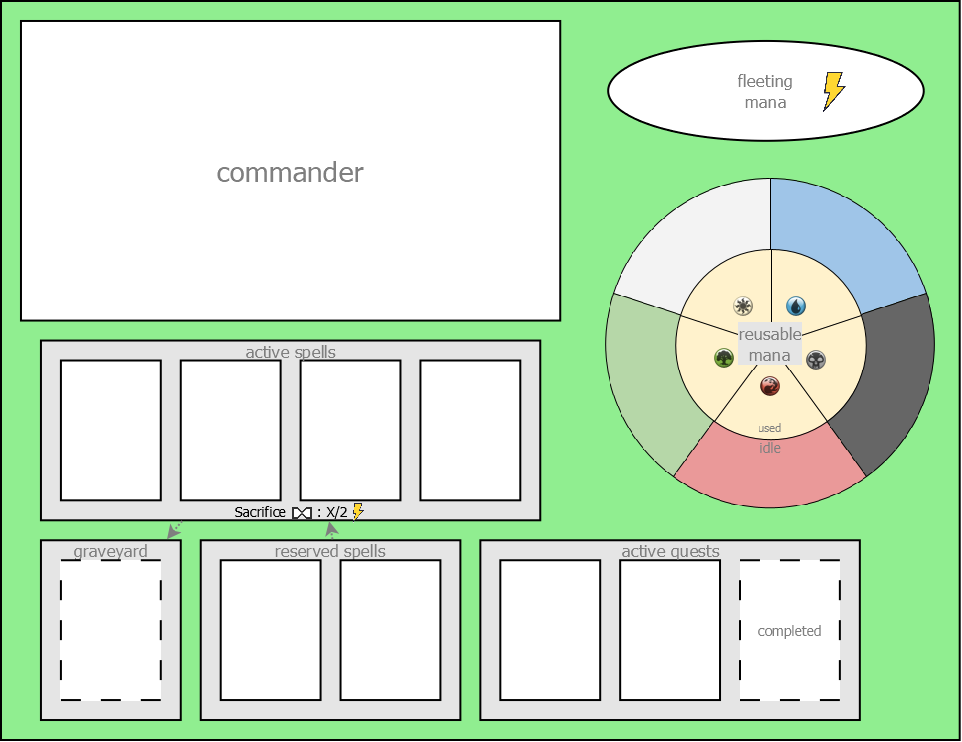 fleeting
mana
commander
reusable
mana
used
idle
active spells
Sacrifice : X/2
graveyard
reserved spells
active quests
completed